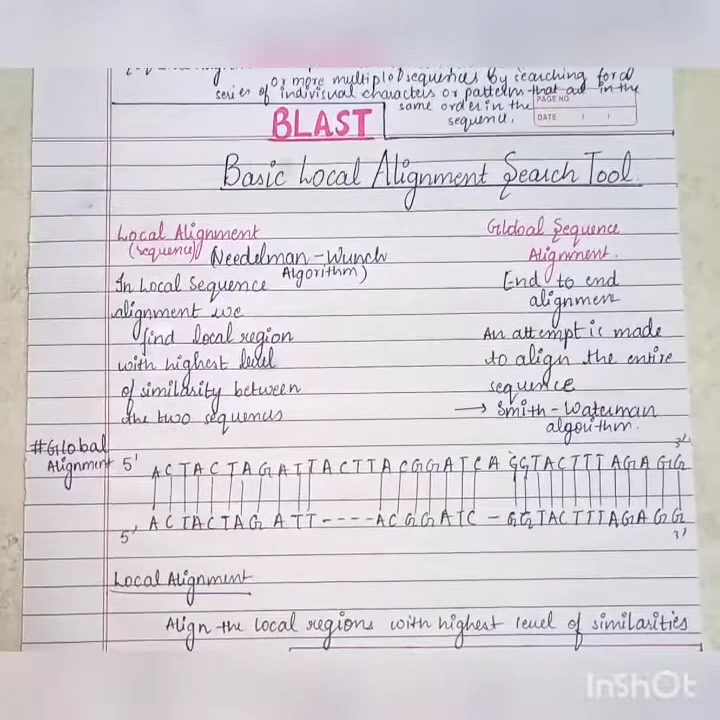 or more multiple sequences by searching for a
series of indivisual characters or pattern that are in the
same order in the
sequence.
PAGE NO.
DATE
BLAST
Basic Local Alignment Search Tool
Local Alignment
(sequence) (Needelman-Wunch
Algorithm)
In Local Sequence
alignment we
find local region
with highest level
of similarity between
the two sequences
Global Sequence
Alignment.
End to end
alignmen
An attempt is made
to align the entire
sequence
→ Smith-Waterman
algorithm.
#Global
Alignment
5' ACTACTAGATTACTTACGGATCAGGTACTTTAGAGG 3'
5' ACTACTAGATT----ACGGATC-GGTACTTTAGAGG 3'
Local Alignment
Align the local regions with highest level of similarities
InShOt